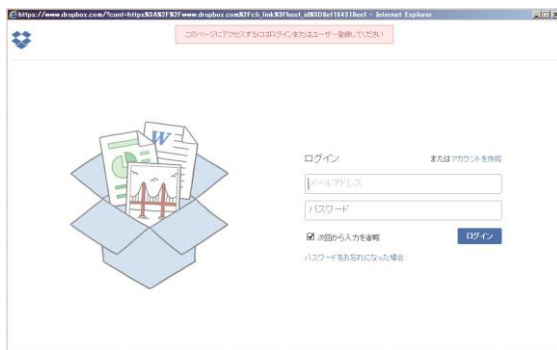 https://www.dropbox.com/?cont=https%3A%2F%2Fwww.dropbox.com%2Fcli_link%3Fhost_id%3D8ef164318eef - Internet Explorer
このページにアクセスするにはログインまたはユーザー登録してください
W
ログイン
またはアカウントを作成
メールアドレス
パスワード
次回から入力を省略
ログイン
パスワードをお忘れになった場合